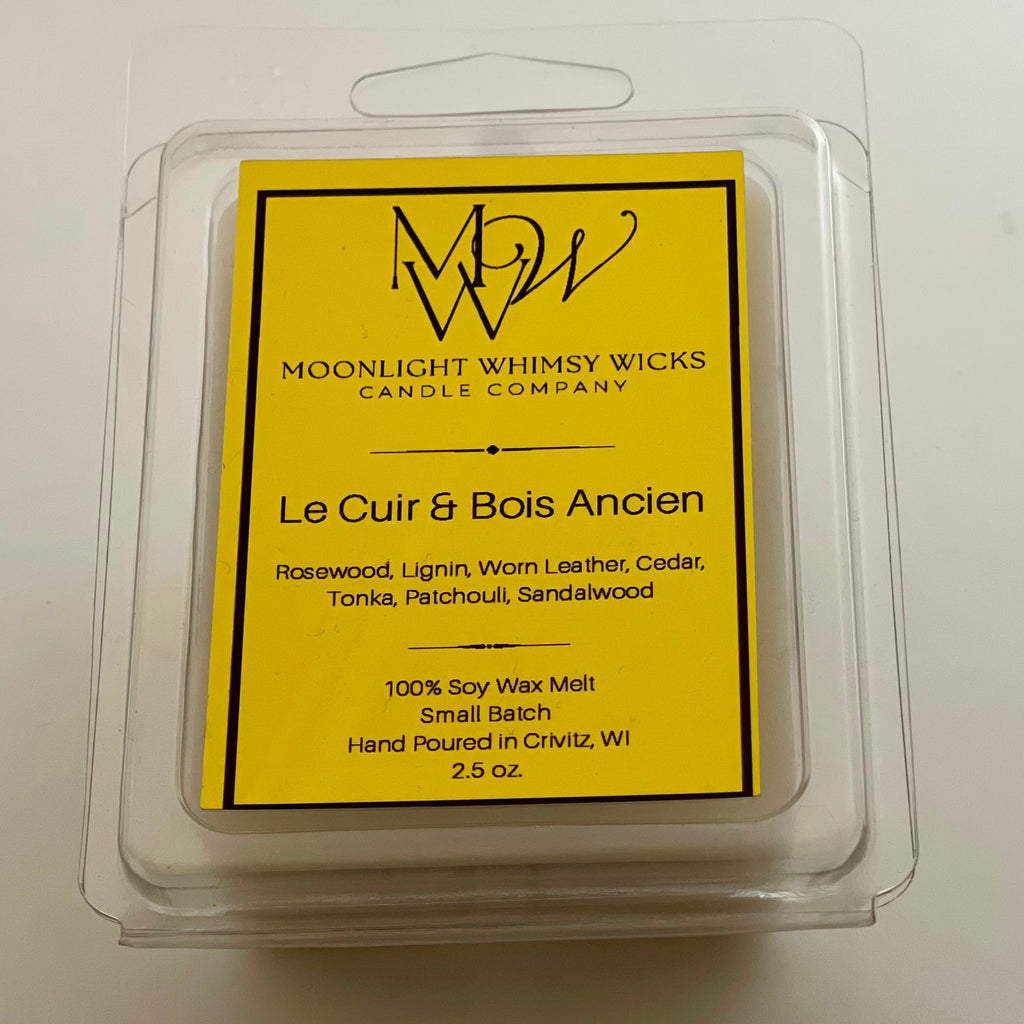 MWW
MOONLIGHT WHIMSY WICKS
CANDLE COMPANY
Le Cuir & Bois Ancien
Rosewood, Lignin, Worn Leather, Cedar,
Tonka, Patchouli, Sandalwood
100% Soy Wax Melt
Small Batch
Hand Poured in Crivitz, WI
2.5 oz.